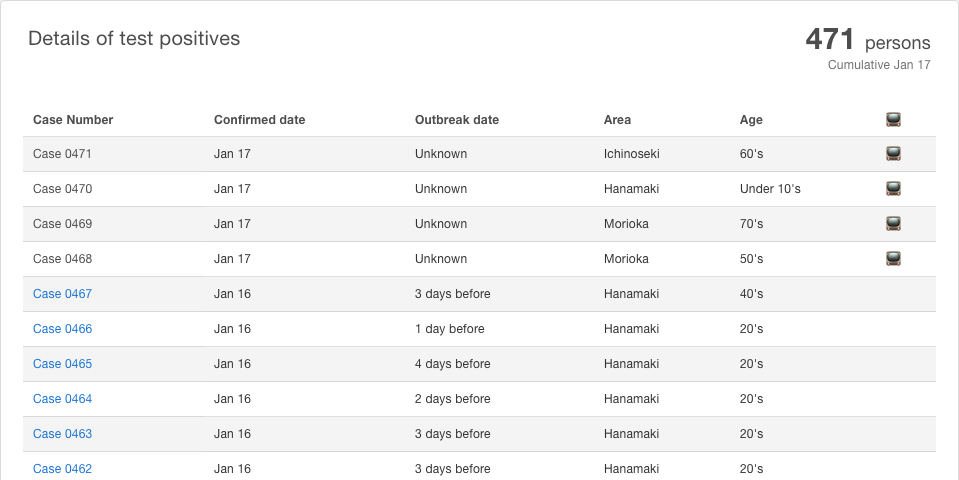 Details of test positives
471 persons
Cumulative Jan 17
Case Number Confirmed date Outbreak date Area Age
Case 0471 Jan 17 Unknown Ichinoseki 60's
Case 0470 Jan 17 Unknown Hanamaki Under 10's
Case 0469 Jan 17 Unknown Morioka 70's
Case 0468 Jan 17 Unknown Morioka 50's
Case 0467 Jan 16 3 days before Hanamaki 40's
Case 0466 Jan 16 1 day before Hanamaki 20's
Case 0465 Jan 16 4 days before Hanamaki 20's
Case 0464 Jan 16 2 days before Hanamaki 20's
Case 0463 Jan 16 3 days before Hanamaki 20's
Case 0462 Jan 16 3 days before Hanamaki 20's